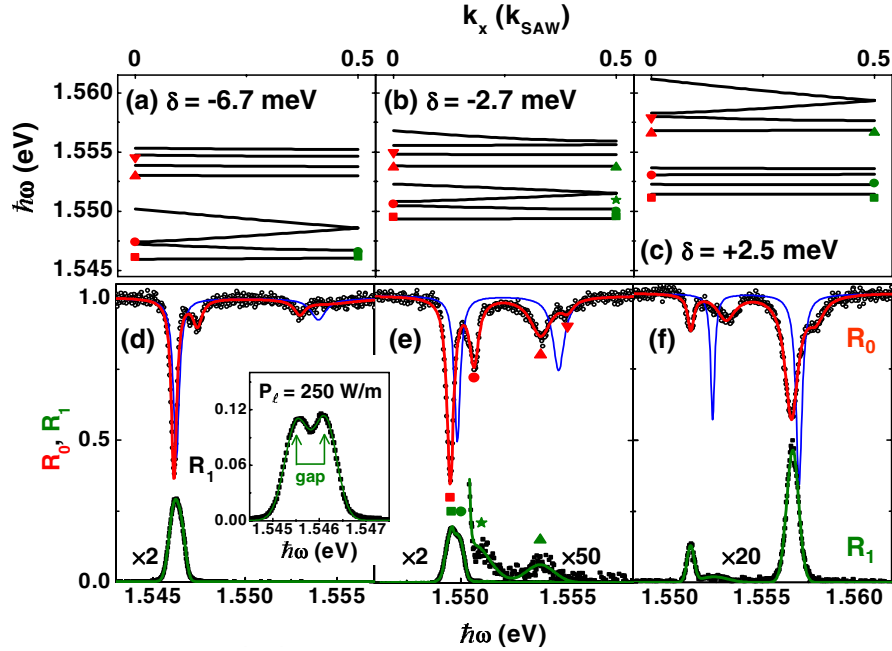 k_x (k_SAW)
0 0.5 0 0.5 0 0.5
1.560
1.555
1.550
1.545
ħω (eV)
(a) δ = -6.7 meV
(b) δ = -2.7 meV
(c) δ = +2.5 meV
1.0
0.5
0.0
R_0, R_1
(d)
(e)
(f)
R_0
R_1
×2
×2
×50
×20
P_ℓ = 250 W/m
0.12
0.06
0.00
R_1
gap
1.545 1.546 1.547
ħω (eV)
1.545 1.550 1.555
1.550 1.555
1.550 1.555 1.560
ħω (eV)